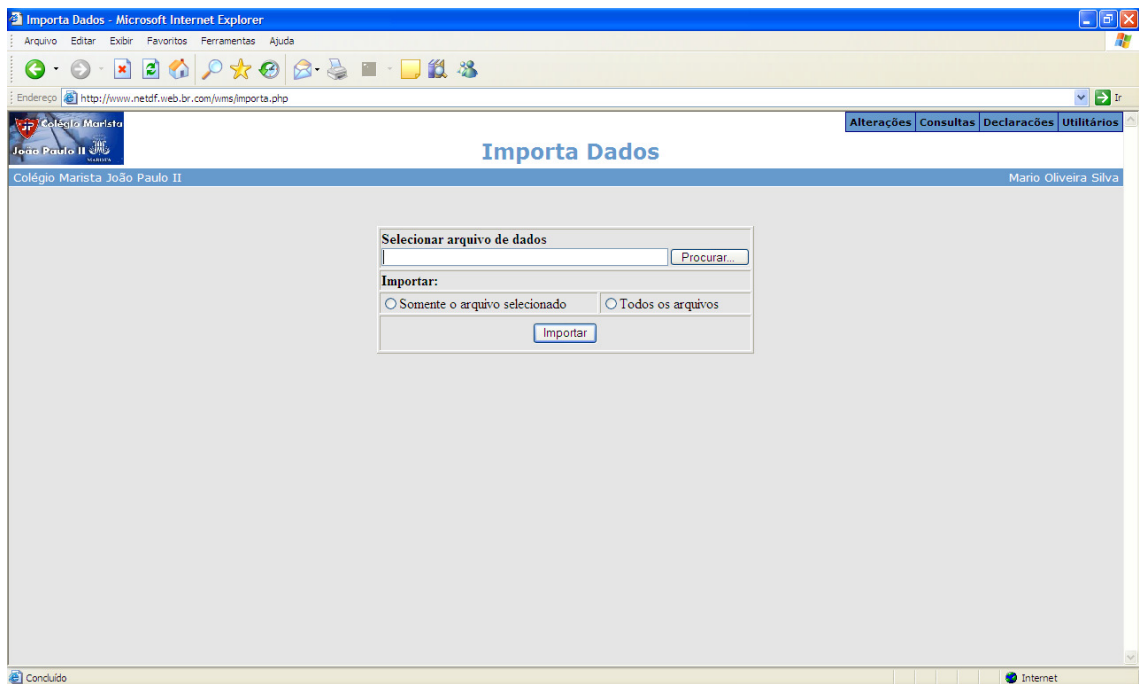 Importa Dados - Microsoft Internet Explorer
Arquivo Editar Exibir Favoritos Ferramentas Ajuda
Endereço http://www.netdf.web.br.com/wms/importa.php Ir
Colégio Marista
João Paulo II
MARISTA
Alterações Consultas Declaracões Utilitários
Importa Dados
Colégio Marista João Paulo II Mario Oliveira Silva
Selecionar arquivo de dados
Procurar...
Importar:
Somente o arquivo selecionado Todos os arquivos
Importar
Concluído Internet